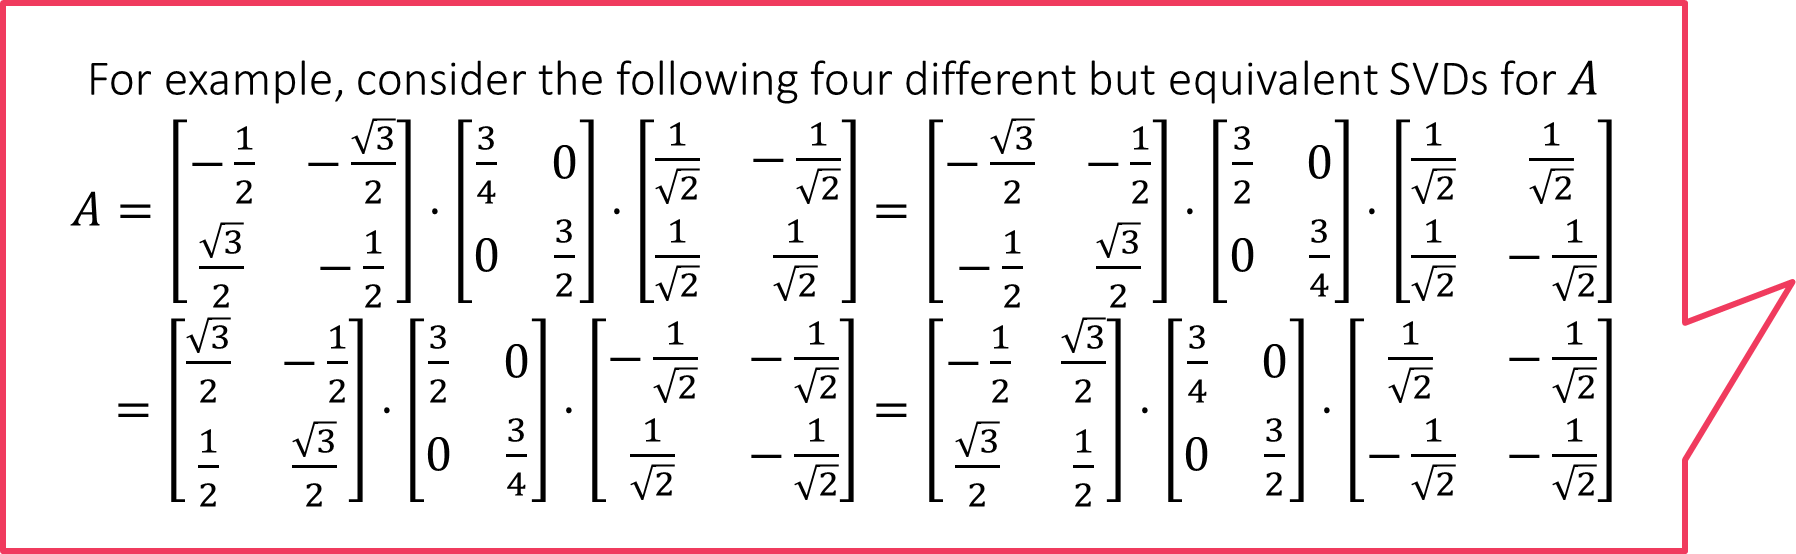 For example, consider the following four different but equivalent SVDs for A
A = [−1/2 −√3/2; √3/2 −1/2] · [3/4 0; 0 3/2] · [1/√2 −1/√2; 1/√2 1/√2] = [−√3/2 −1/2; −1/2 √3/2] · [3/2 0; 0 3/4] · [1/√2 1/√2; 1/√2 −1/√2]
= [√3/2 −1/2; 1/2 √3/2] · [3/2 0; 0 3/4] · [−1/√2 −1/√2; 1/√2 −1/√2] = [−1/2 √3/2; √3/2 1/2] · [3/4 0; 0 3/2] · [1/√2 −1/√2; −1/√2 −1/√2]